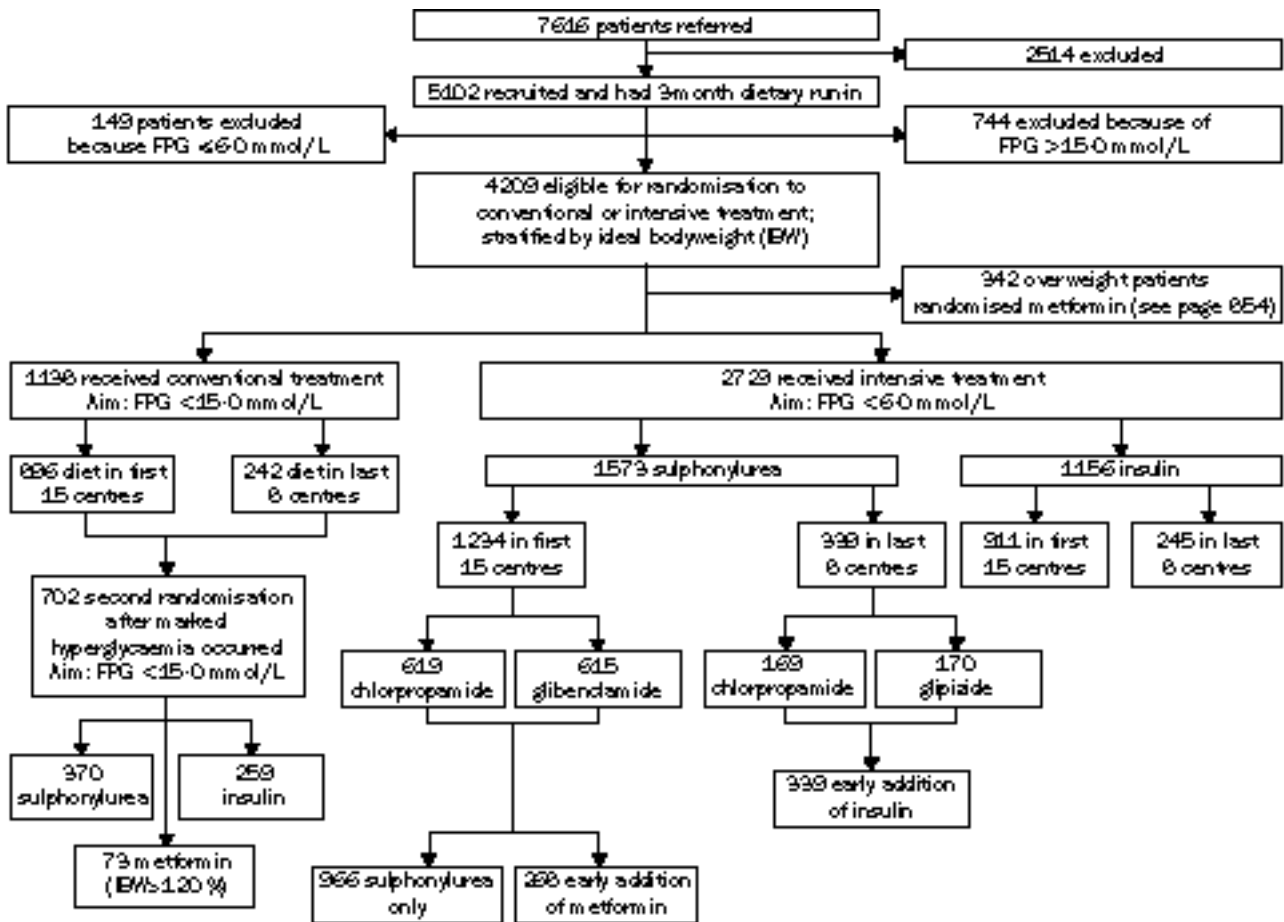 7616 patients referred
2514 excluded
5102 recruited and had 3-month dietary run-in
149 patients excluded
because FPG ≤6·0 mmol/L
744 excluded because of
FPG >15·0 mmol/L
4209 eligible for randomisation to
conventional or intensive treatment;
stratified by ideal bodyweight (IBW)
342 overweight patients
randomised metformin (see page 854)
1138 received conventional treatment
Aim: FPG <15·0 mmol/L
2729 received intensive treatment
Aim: FPG <6·0 mmol/L
896 diet in first
15 centres
242 diet in last
8 centres
1573 sulphonylurea
1156 insulin
1234 in first
15 centres
339 in last
8 centres
911 in first
15 centres
245 in last
8 centres
702 second randomisation
after marked
hyperglycaemia occurred
Aim: FPG <15·0 mmol/L
619
chlorpropamide
615
glibenclamide
169
chlorpropamide
170
glipizide
370
sulphonylurea
259
insulin
339 early addition
of insulin
73 metformin
(IBW>120%)
966 sulphonylurea
only
268 early addition
of metformin